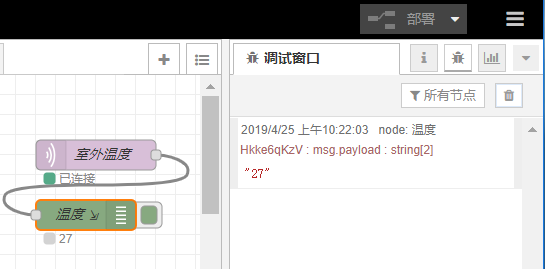 部署
调试窗口
所有节点
室外温度
已连接
温度
27
2019/4/25 上午10:22:03 node: 温度
Hkke6qKzV : msg.payload : string[2]
"27"